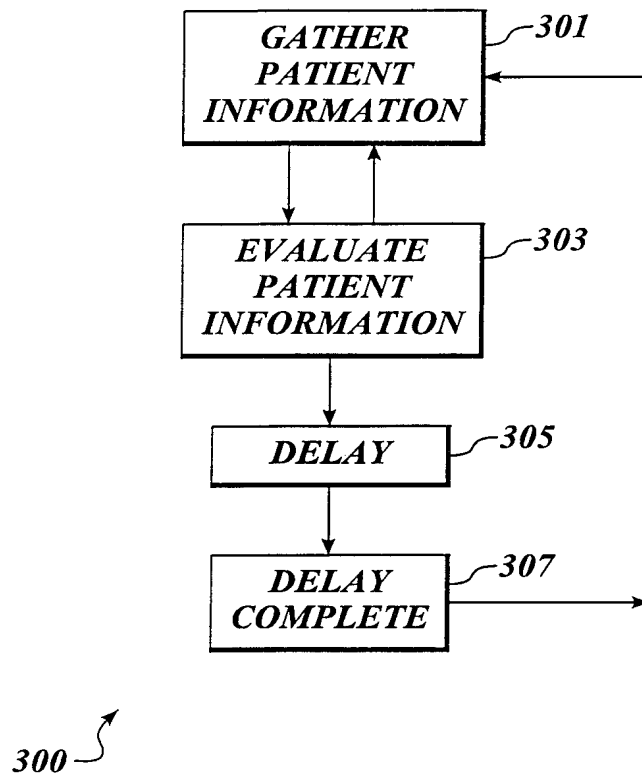 GATHER
PATIENT
INFORMATION
301
EVALUATE
PATIENT
INFORMATION
303
DELAY
305
DELAY
COMPLETE
307
300